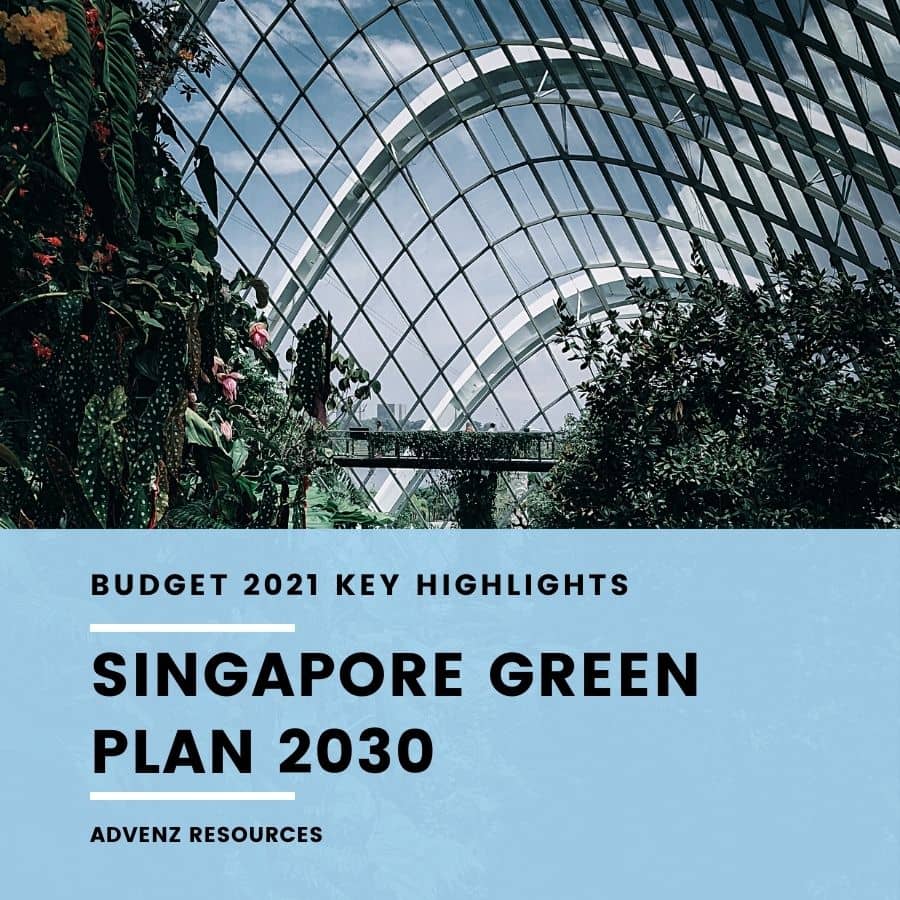 BUDGET 2021 KEY HIGHLIGHTS
SINGAPORE GREEN
PLAN 2030
ADVENZ RESOURCES